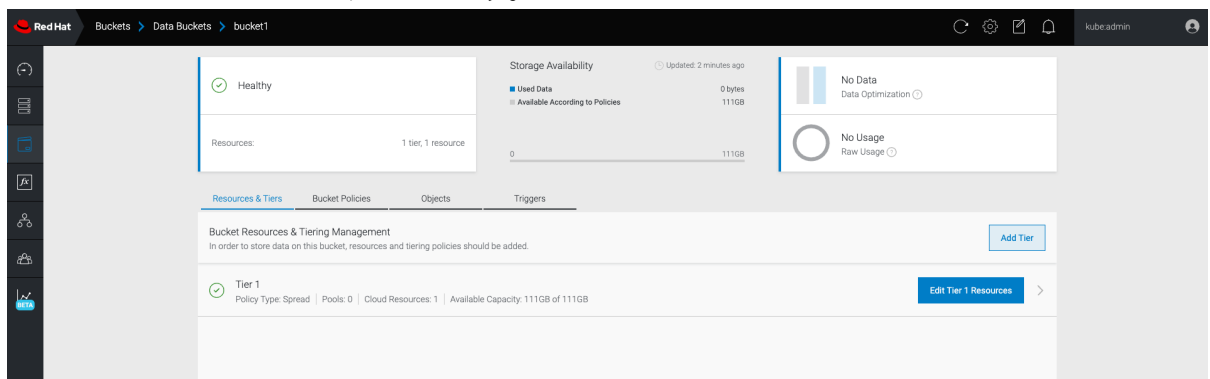 Red Hat
Buckets > Data Buckets > bucket1
kube:admin
Healthy
Resources: 1 tier, 1 resource
Storage Availability
Updated: 2 minutes ago
Used Data 0 bytes
Available According to Policies 111GB
0 111GB
No Data
Data Optimization ?
No Usage
Raw Usage ?
fx
BETA
Resources & Tiers Bucket Policies Objects Triggers
Bucket Resources & Tiering Management
In order to store data on this bucket, resources and tiering policies should be added.
Add Tier
Tier 1
Policy Type: Spread | Pools: 0 | Cloud Resources: 1 | Available Capacity: 111GB of 111GB
Edit Tier 1 Resources